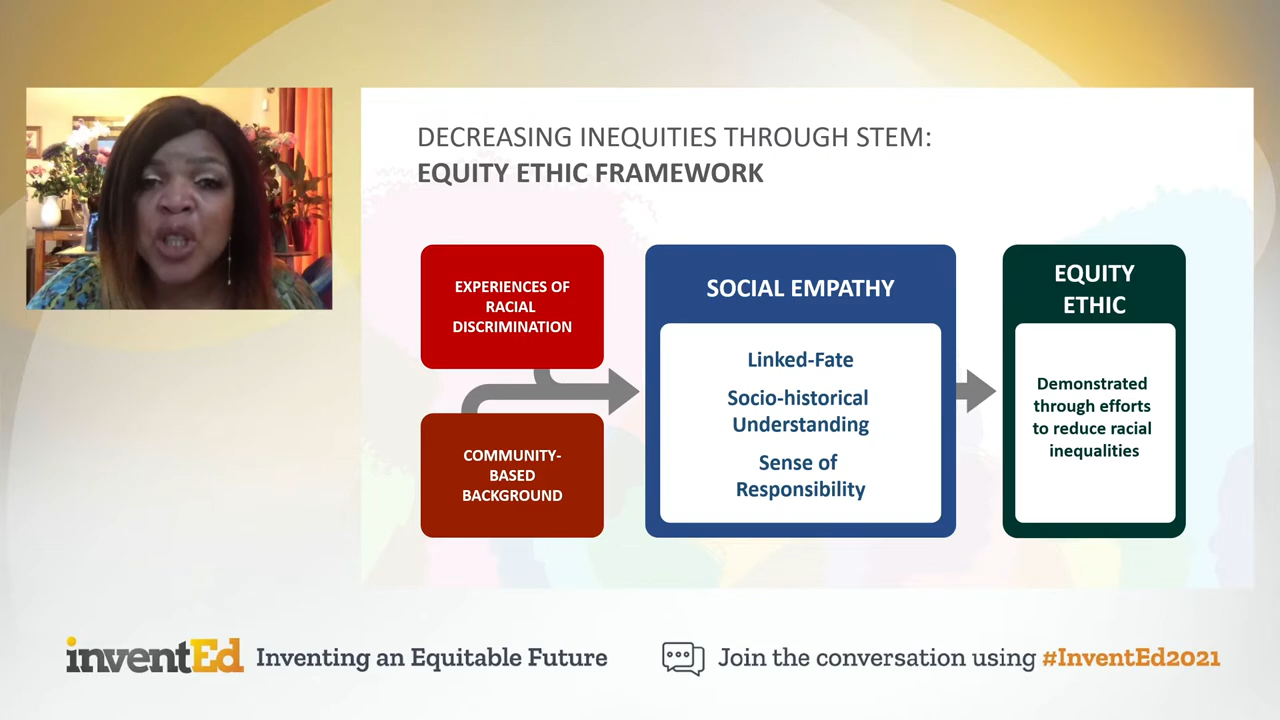 DECREASING INEQUITIES THROUGH STEM:
EQUITY ETHIC FRAMEWORK
EXPERIENCES OF
RACIAL
DISCRIMINATION
COMMUNITY-
BASED
BACKGROUND
SOCIAL EMPATHY
Linked-Fate
Socio-historical
Understanding
Sense of
Responsibility
EQUITY
ETHIC
Demonstrated
through efforts
to reduce racial
inequalities
inventEd Inventing an Equitable Future
Join the conversation using #InventEd2021